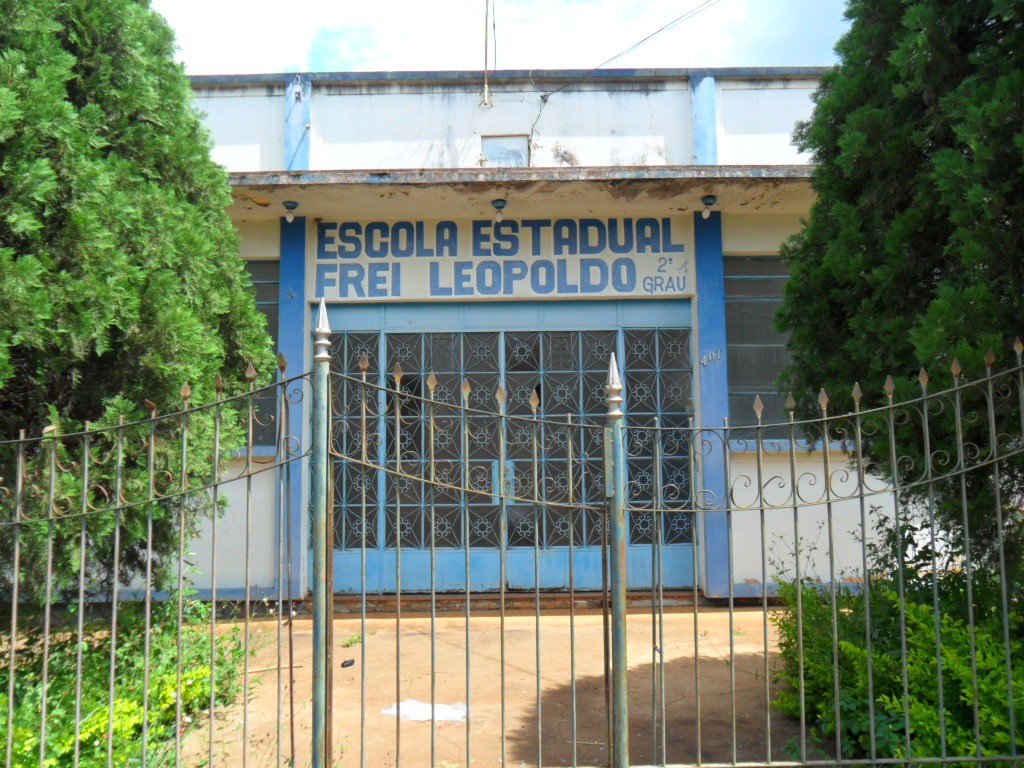 ESCOLA ESTADUAL
FREI LEOPOLDO 2º
GRAU
401